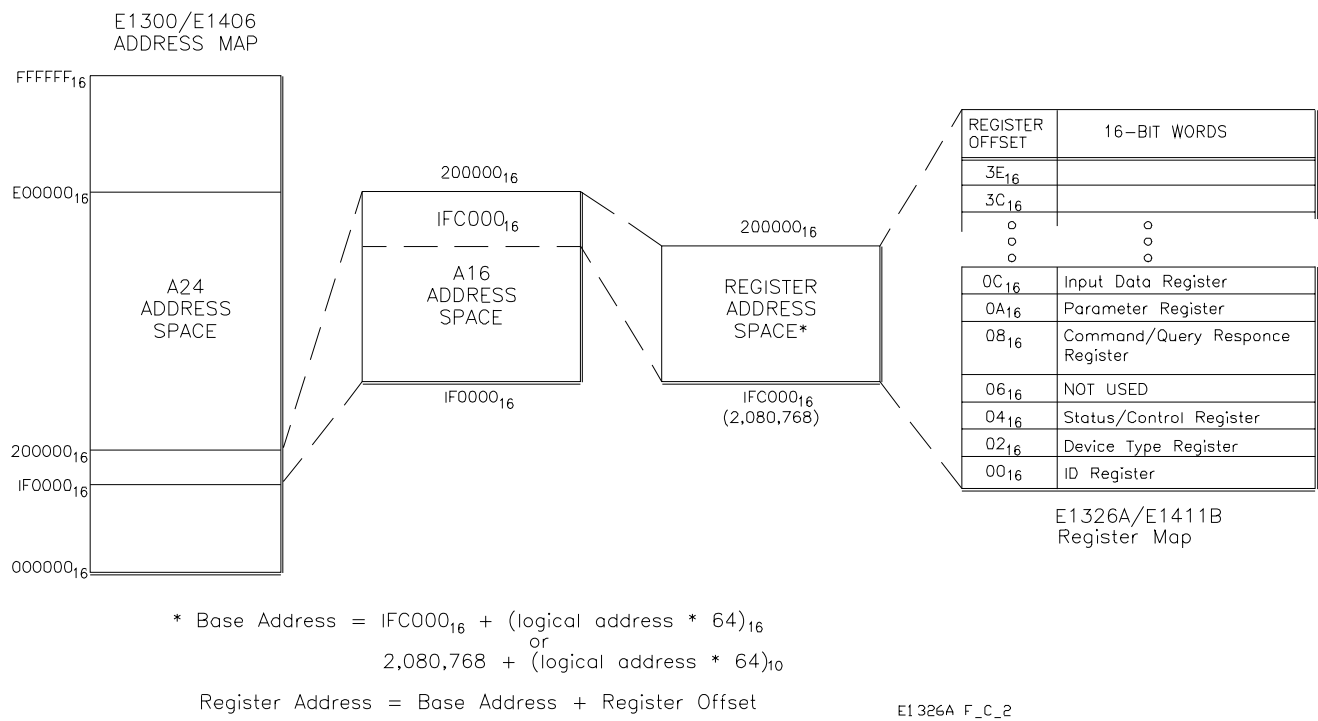 E1300/E1406
ADDRESS MAP
FFFFFF16
E0000016
A24
ADDRESS
SPACE
20000016
IF000016
00000016
20000016
IFC00016
A16
ADDRESS
SPACE
IF000016
20000016
REGISTER
ADDRESS
SPACE*
IFC00016
(2,080,768)
REGISTER
OFFSET
16-BIT WORDS
3E16
3C16
0C16 Input Data Register
0A16 Parameter Register
0816 Command/Query Responce
Register
0616 NOT USED
0416 Status/Control Register
0216 Device Type Register
0016 ID Register
E1326A/E1411B
Register Map
* Base Address = IFC00016 + (logical address * 64)16
or
2,080,768 + (logical address * 64)10
Register Address = Base Address + Register Offset
E1326A F_C_2